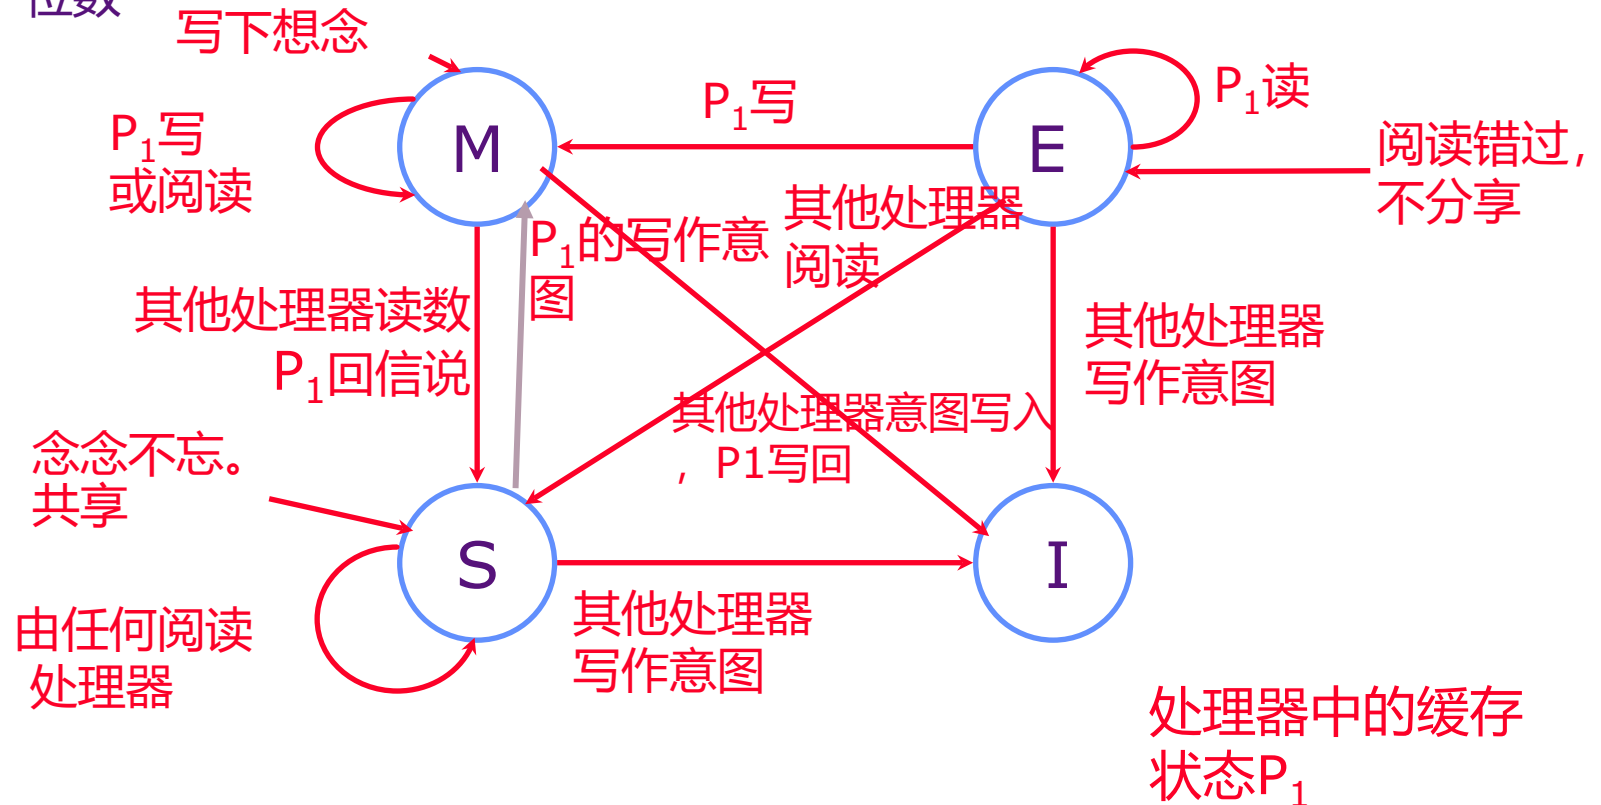 位数
写下想念
P₁写
P₁读
M
E
P₁写
或阅读
阅读错过，
不分享
其他处理器
阅读
P₁的写作意
图
其他处理器读数
P₁回信说
其他处理器
写作意图
其他处理器意图写入
，P1写回
念念不忘。
共享
S
I
由任何阅读
处理器
其他处理器
写作意图
处理器中的缓存
状态P₁